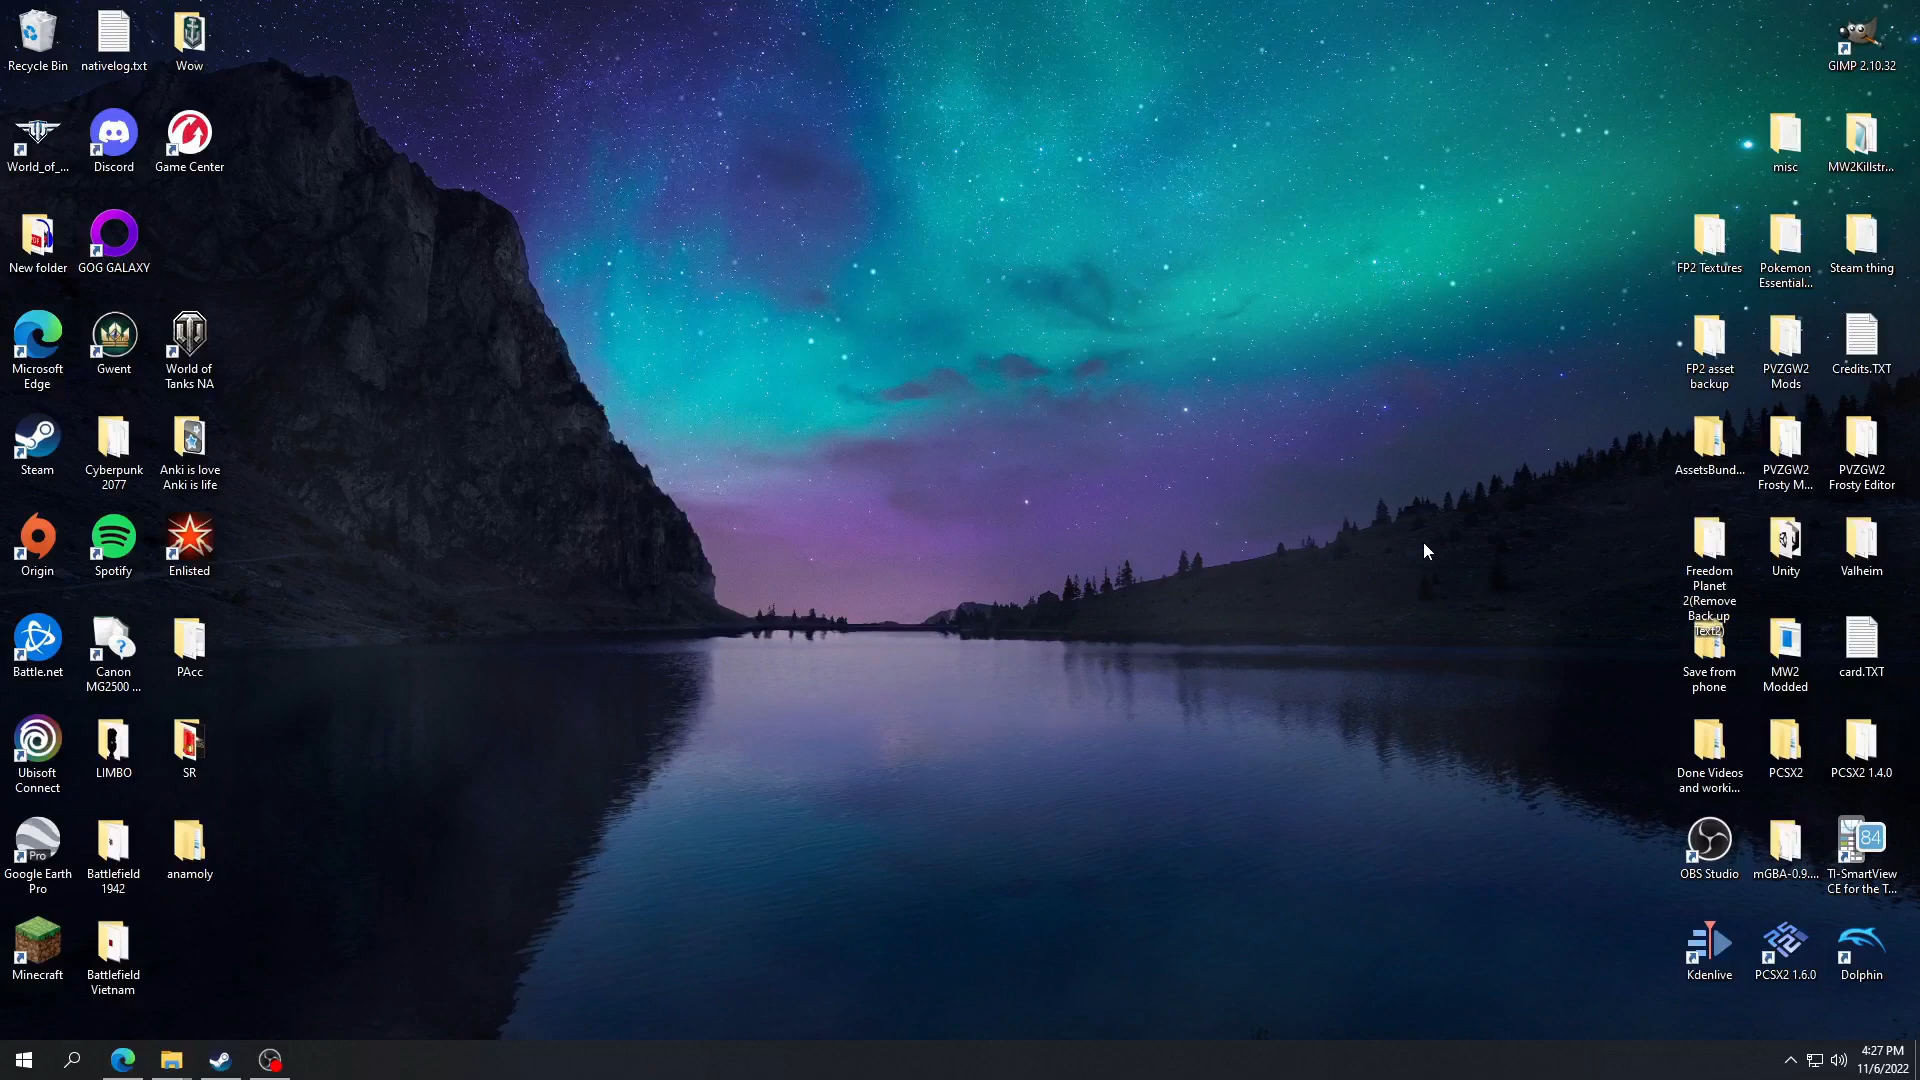 Recycle Bin
nativelog.txt
Wow
World_of_...
Discord
Game Center
New folder
GOG GALAXY
Microsoft
Edge
Gwent
World of
Tanks NA
Steam
Cyberpunk
2077
Anki is love
Anki is life
Origin
Spotify
Enlisted
Battle.net
Canon
MG2500 ...
PAcc
Ubisoft
Connect
LIMBO
SR
Pro
Google Earth
Pro
Battlefield
1942
anamoly
Minecraft
Battlefield
Vietnam
GIMP 2.10.32
misc
MW2Killstr...
FP2 Textures
Pokemon
Essential...
Steam thing
FP2 asset
backup
PVZGW2
Mods
Credits.TXT
AssetsBund...
PVZGW2
Frosty M...
PVZGW2
Frosty Editor
Freedom
Planet
2(Remove
Back up
Text2)
Unity
Valheim
Save from
phone
MW2
Modded
card.TXT
Done Videos
and worki...
PCSX2
PCSX2 1.4.0
OBS Studio
mGBA-0.9....
84
TI-SmartView
CE for the T...
Kdenlive
PCSX2 1.6.0
Dolphin
4:27 PM
11/6/2022